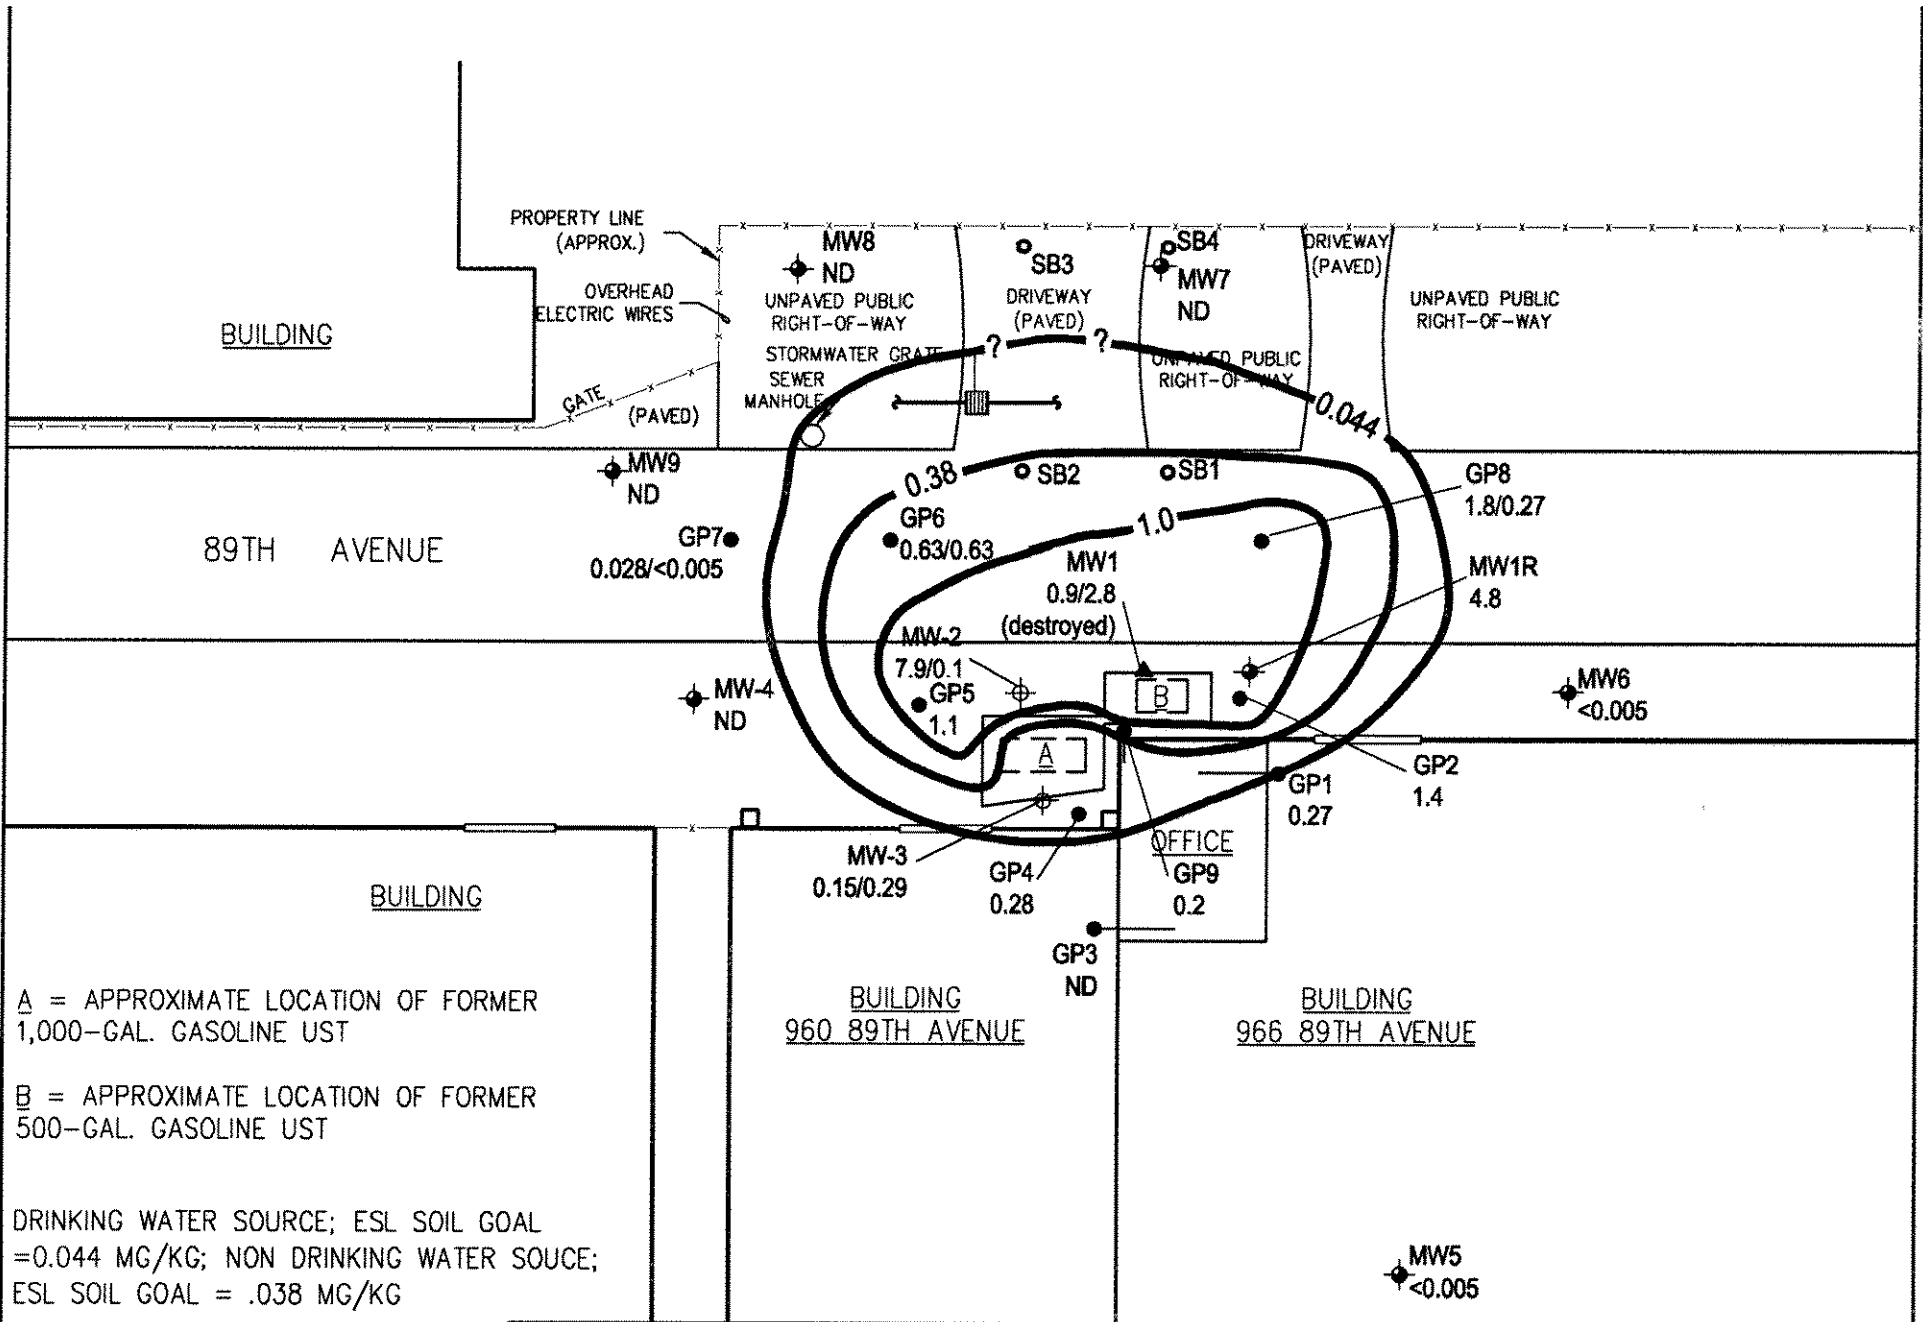 PROPERTY LINE
(APPROX.)
OVERHEAD
ELECTRIC WIRES
BUILDING
GATE
(PAVED)
MW8
ND
UNPAVED PUBLIC
RIGHT-OF-WAY
STORMWATER GRATE
SEWER
MANHOLE
SB3
DRIVEWAY
(PAVED)
SB4
MW7
ND
UNPAVED PUBLIC
RIGHT-OF-WAY
DRIVEWAY
(PAVED)
UNPAVED PUBLIC
RIGHT-OF-WAY
?
?
0.044
MW9
ND
0.38
SB2
SB1
GP8
1.8/0.27
89TH AVENUE
GP7
0.028/<0.005
GP6
0.63/0.63
1.0
MW1
0.9/2.8
(destroyed)
MW1R
4.8
MW-2
7.9/0.1
MW-4
ND
GP5
1.1
B
MW6
<0.005
A
GP1
0.27
GP2
1.4
MW-3
0.15/0.29
GP4
0.28
OFFICE
GP9
0.2
GP3
ND
BUILDING
BUILDING
960 89TH AVENUE
BUILDING
966 89TH AVENUE
A = APPROXIMATE LOCATION OF FORMER
1,000-GAL. GASOLINE UST
B = APPROXIMATE LOCATION OF FORMER
500-GAL. GASOLINE UST
DRINKING WATER SOURCE; ESL SOIL GOAL
=0.044 MG/KG; NON DRINKING WATER SOUCE;
ESL SOIL GOAL = .038 MG/KG
MW5
<0.005